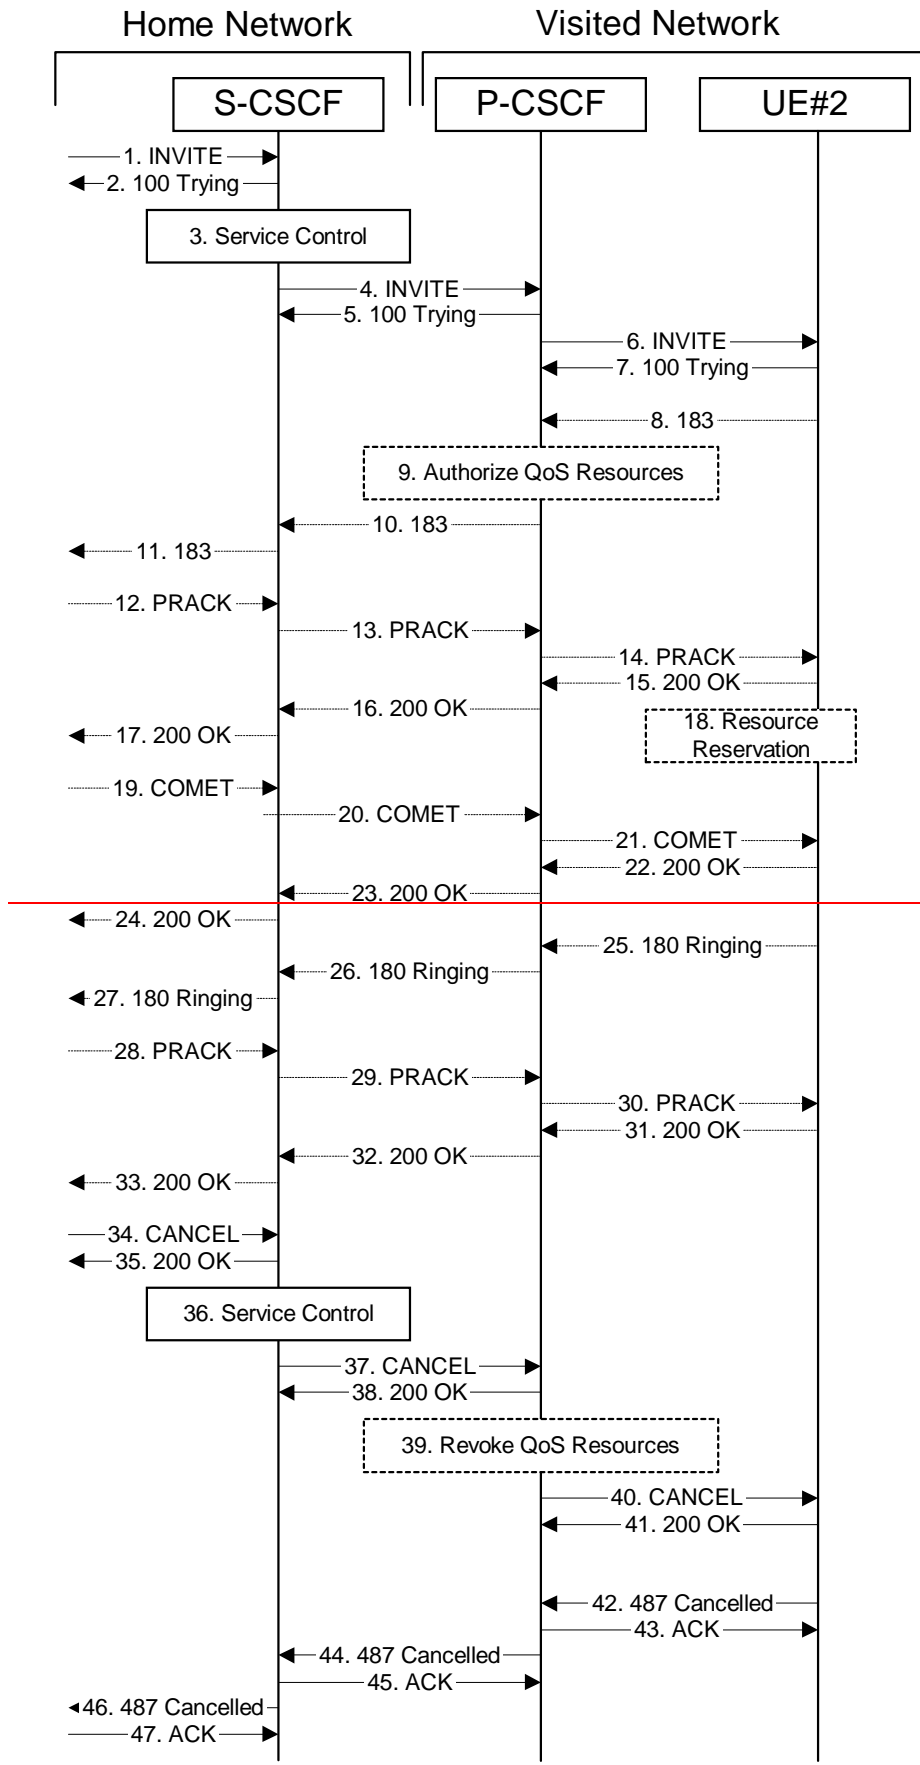 Home Network
Visited Network
S-CSCF
P-CSCF
UE#2
1. INVITE
2. 100 Trying
3. Service Control
4. INVITE
5. 100 Trying
6. INVITE
7. 100 Trying
8. 183
9. Authorize QoS Resources
10. 183
11. 183
12. PRACK
13. PRACK
14. PRACK
15. 200 OK
16. 200 OK
17. 200 OK
18. Resource
Reservation
19. COMET
20. COMET
21. COMET
22. 200 OK
23. 200 OK
24. 200 OK
25. 180 Ringing
26. 180 Ringing
27. 180 Ringing
28. PRACK
29. PRACK
30. PRACK
31. 200 OK
32. 200 OK
33. 200 OK
34. CANCEL
35. 200 OK
36. Service Control
37. CANCEL
38. 200 OK
39. Revoke QoS Resources
40. CANCEL
41. 200 OK
42. 487 Cancelled
43. ACK
44. 487 Cancelled
45. ACK
46. 487 Cancelled
47. ACK